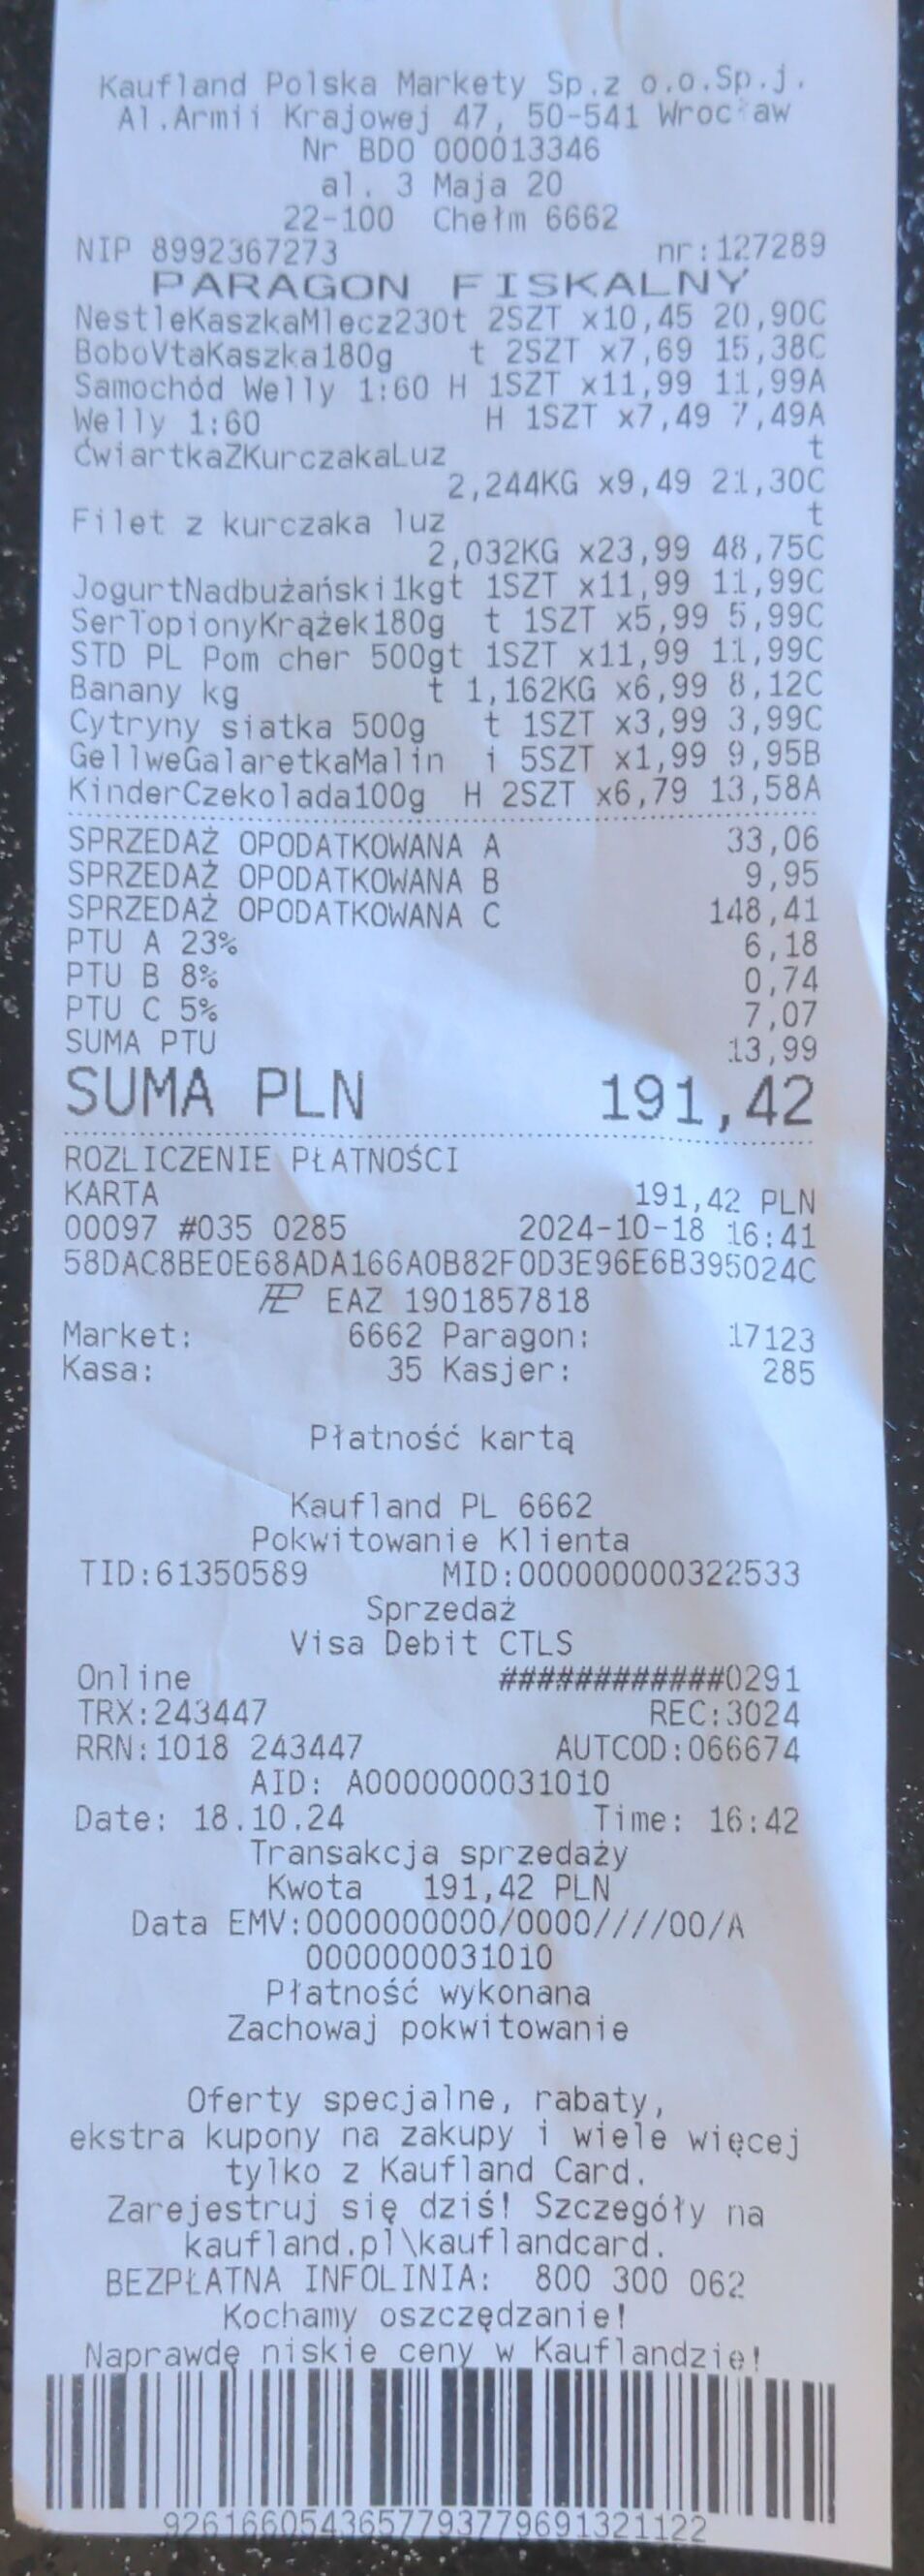 Kaufland Polska Markety Sp.z o.o.Sp.j.
Al.Armii Krajowej 47, 50-541 Wrocław
Nr BDO 000013346
al. 3 Maja 20
22-100 Chełm 6662
NIP 8992367273 nr:127289
PARAGON FISKALNY
NestleKaszkaMlecz230t 2SZT x10,45 20,90C
BoboVtaKaszka180g t 2SZT x7,69 15,38C
Samochód Welly 1:60 H 1SZT x11,99 11,99A
Welly 1:60 H 1SZT x7,49 7,49A
ĆwiartkaZKurczakaLuz t
2,244KG x9,49 21,30C
Filet z kurczaka luz t
2,032KG x23,99 48,75C
JogurtNadbużański1kgt 1SZT x11,99 11,99C
SerTopionyKrążek180g t 1SZT x5,99 5,99C
STD PL Pom cher 500gt 1SZT x11,99 11,99C
Banany kg t 1,162KG x6,99 8,12C
Cytryny siatka 500g t 1SZT x3,99 3,99C
GellweGalaretkaMalin i 5SZT x1,99 9,95B
KinderCzekolada100g H 2SZT x6,79 13,58A
SPRZEDAŻ OPODATKOWANA A 33,06
SPRZEDAŻ OPODATKOWANA B 9,95
SPRZEDAŻ OPODATKOWANA C 148,41
PTU A 23% 6,18
PTU B 8% 0,74
PTU C 5% 7,07
SUMA PTU 13,99
SUMA PLN 191,42
ROZLICZENIE PŁATNOŚCI
KARTA 191,42 PLN
00097 #035 0285 2024-10-18 16:41
58DAC8BE0E68ADA166A0B82F0D3E96E6B395024C
EAZ 1901857818
Market: 6662 Paragon: 17123
Kasa: 35 Kasjer: 285
Płatność kartą
Kaufland PL 6662
Pokwitowanie Klienta
TID:61350589 MID:000000000322533
Sprzedaż
Visa Debit CTLS
Online ############0291
TRX:243447 REC:3024
RRN:1018 243447 AUTCOD:066674
AID: A0000000031010
Date: 18.10.24 Time: 16:42
Transakcja sprzedaży
Kwota 191,42 PLN
Data EMV:0000000000/0000////00/A
0000000031010
Płatność wykonana
Zachowaj pokwitowanie
Oferty specjalne, rabaty,
ekstra kupony na zakupy i wiele więcej
tylko z Kaufland Card.
Zarejestruj się dziś! Szczegóły na
kaufland.pl\kauflandcard.
BEZPŁATNA INFOLINIA: 800 300 062
Kochamy oszczędzanie!
Naprawdę niskie ceny w Kauflandzie!
9261660543657793779691321122